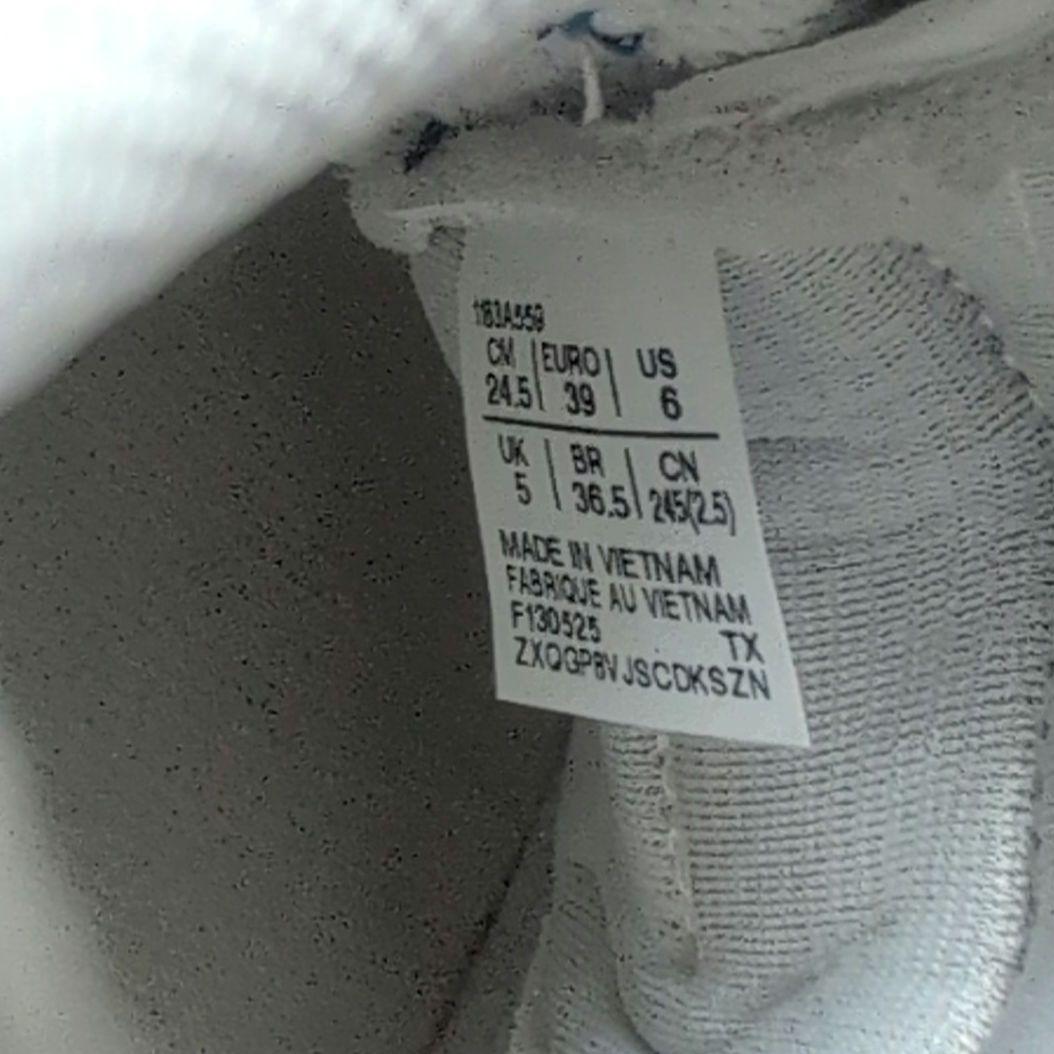 1183A559
CM | EURO | US
24.5 | 39 | 6
UK | BR | CN
5 | 36.5 | 245(2.5)
MADE IN VIETNAM
FABRIQUE AU VIETNAM
F130525 TX
ZXQGP8VJSCDKSZN